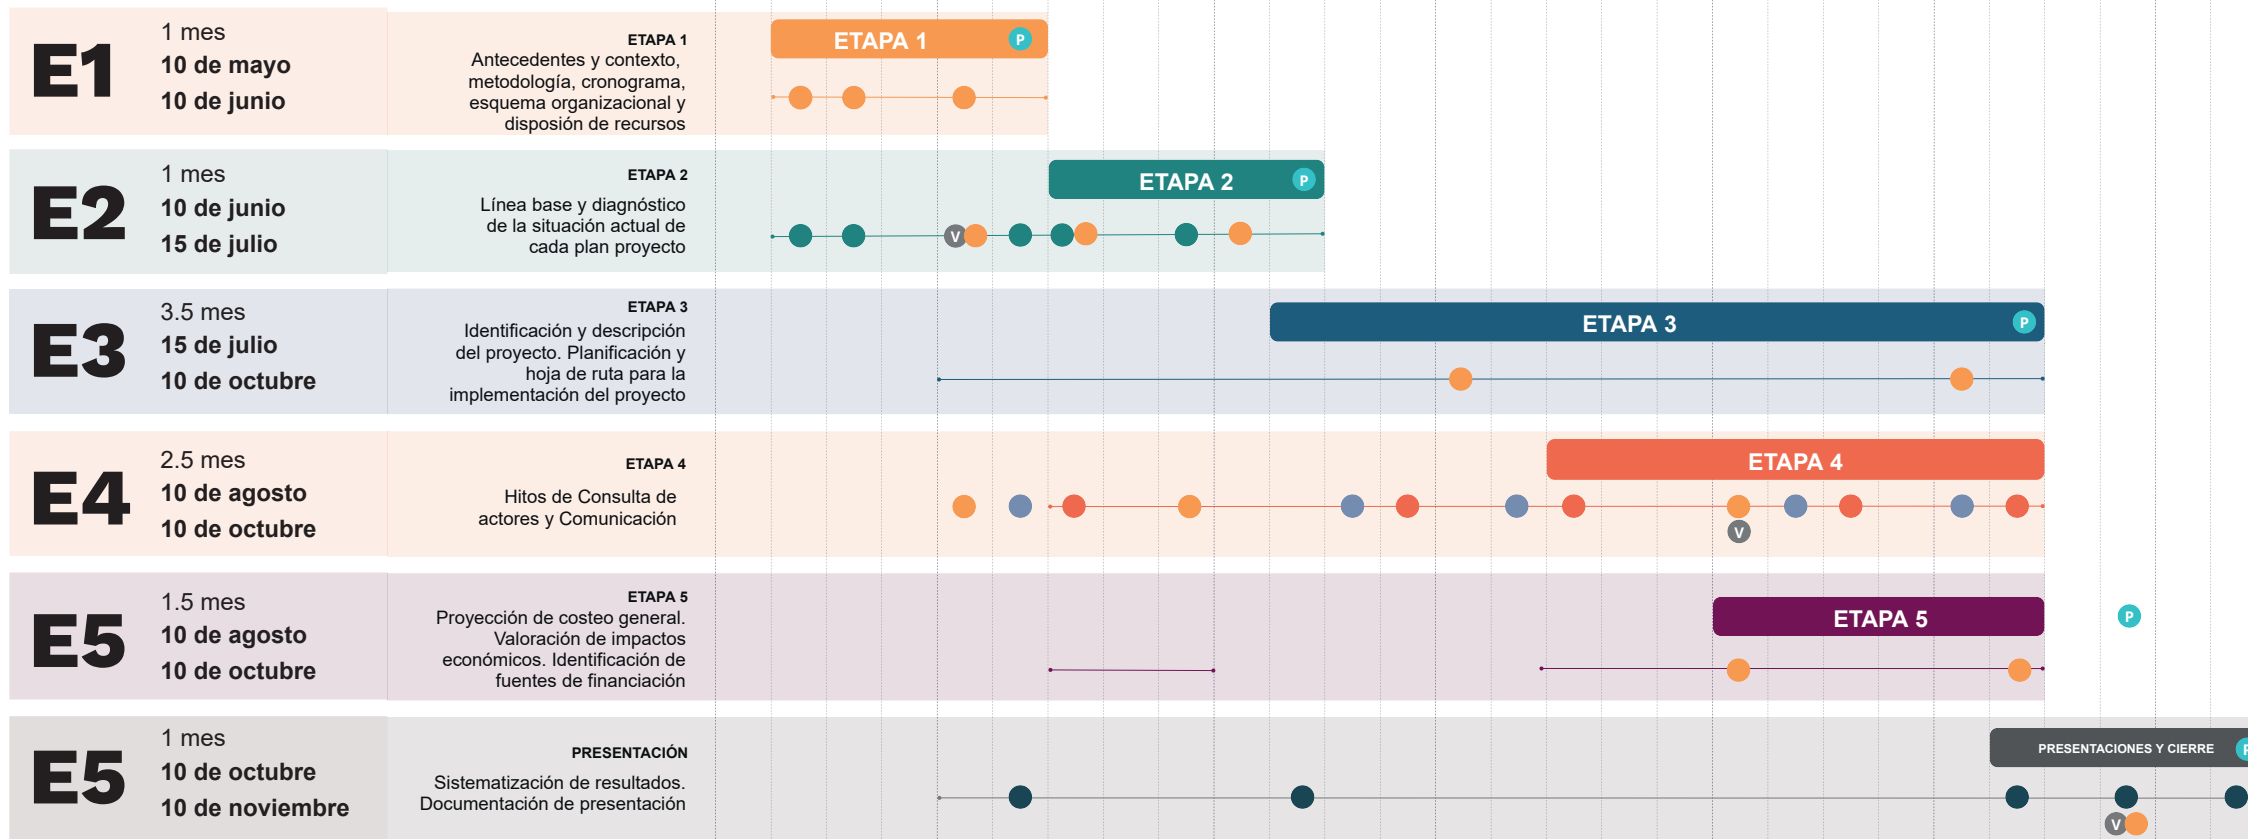 E1
1 mes
10 de mayo
10 de junio
ETAPA 1
Antecedentes y contexto,
metodología, cronograma,
esquema organizacional y
disposión de recursos
ETAPA 1
P
E2
1 mes
10 de junio
15 de julio
ETAPA 2
Línea base y diagnóstico
de la situación actual de
cada plan proyecto
ETAPA 2
P
V
E3
3.5 mes
15 de julio
10 de octubre
ETAPA 3
Identificación y descripción
del proyecto. Planificación y
hoja de ruta para la
implementación del proyecto
ETAPA 3
P
E4
2.5 mes
10 de agosto
10 de octubre
ETAPA 4
Hitos de Consulta de
actores y Comunicación
ETAPA 4
V
E5
1.5 mes
10 de agosto
10 de octubre
ETAPA 5
Proyección de costeo general.
Valoración de impactos
económicos. Identificación de
fuentes de financiación
ETAPA 5
P
E5
1 mes
10 de octubre
10 de noviembre
PRESENTACIÓN
Sistematización de resultados.
Documentación de presentación
PRESENTACIONES Y CIERRE
P
V